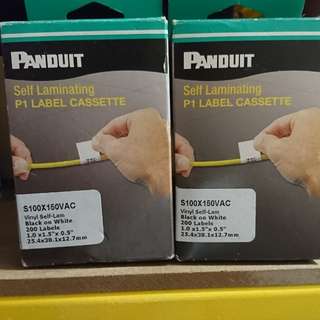 PANDUIT
Self Laminating
P1 LABEL CASSETTE
S100X150VAC
Vinyl Self-Lam
Black on White
200 Labels
1.0 x1.5"x 0.5"
25.4x38.1x12.7mm
PANDUIT
Self Laminating
P1 LABEL CASSETTE
S100X150VAC
Vinyl Self-Lam
Black on White
200 Labels
1.0 x1.5"x 0.5"
25.4x38.1x12.7mm